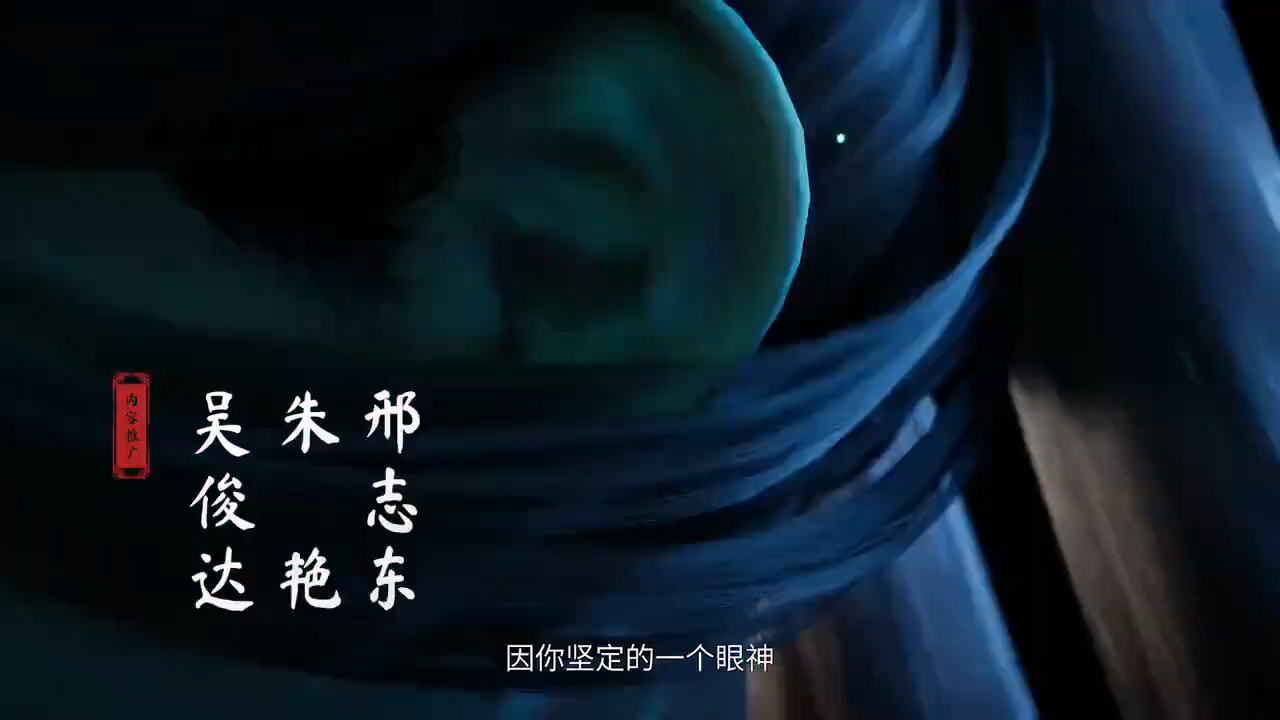 内容推广
邢志东
朱艳
吴俊达
因你坚定的一个眼神